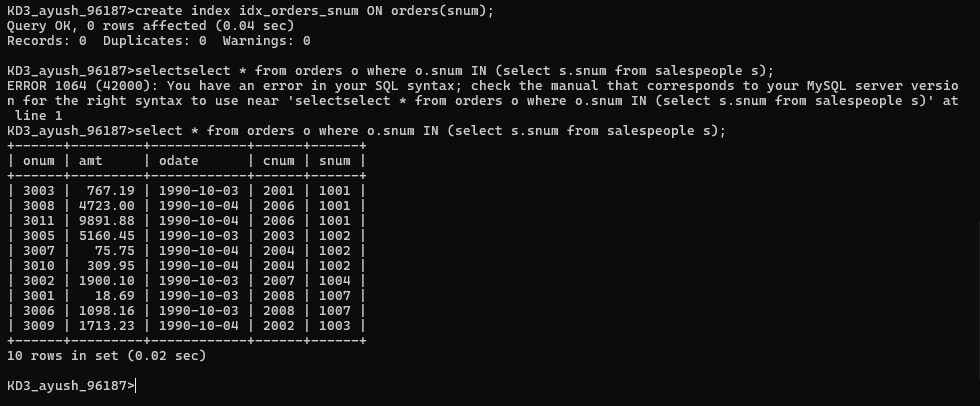 KD3_ayush_96187>create index idx_orders_snum ON orders(snum);
Query OK, 0 rows affected (0.04 sec)
Records: 0  Duplicates: 0  Warnings: 0

KD3_ayush_96187>selectselect * from orders o where o.snum IN (select s.snum from salespeople s);
ERROR 1064 (42000): You have an error in your SQL syntax; check the manual that corresponds to your MySQL server versio
n for the right syntax to use near 'selectselect * from orders o where o.snum IN (select s.snum from salespeople s)' at
 line 1
KD3_ayush_96187>select * from orders o where o.snum IN (select s.snum from salespeople s);
+------+---------+------------+------+------+
| onum | amt     | odate      | cnum | snum |
+------+---------+------------+------+------+
| 3003 |  767.19 | 1990-10-03 | 2001 | 1001 |
| 3008 | 4723.00 | 1990-10-04 | 2006 | 1001 |
| 3011 | 9891.88 | 1990-10-04 | 2006 | 1001 |
| 3005 | 5160.45 | 1990-10-03 | 2003 | 1002 |
| 3007 |   75.75 | 1990-10-04 | 2004 | 1002 |
| 3010 |  309.95 | 1990-10-04 | 2004 | 1002 |
| 3002 | 1900.10 | 1990-10-03 | 2007 | 1004 |
| 3001 |   18.69 | 1990-10-03 | 2008 | 1007 |
| 3006 | 1098.16 | 1990-10-03 | 2008 | 1007 |
| 3009 | 1713.23 | 1990-10-04 | 2002 | 1003 |
+------+---------+------------+------+------+
10 rows in set (0.02 sec)

KD3_ayush_96187>